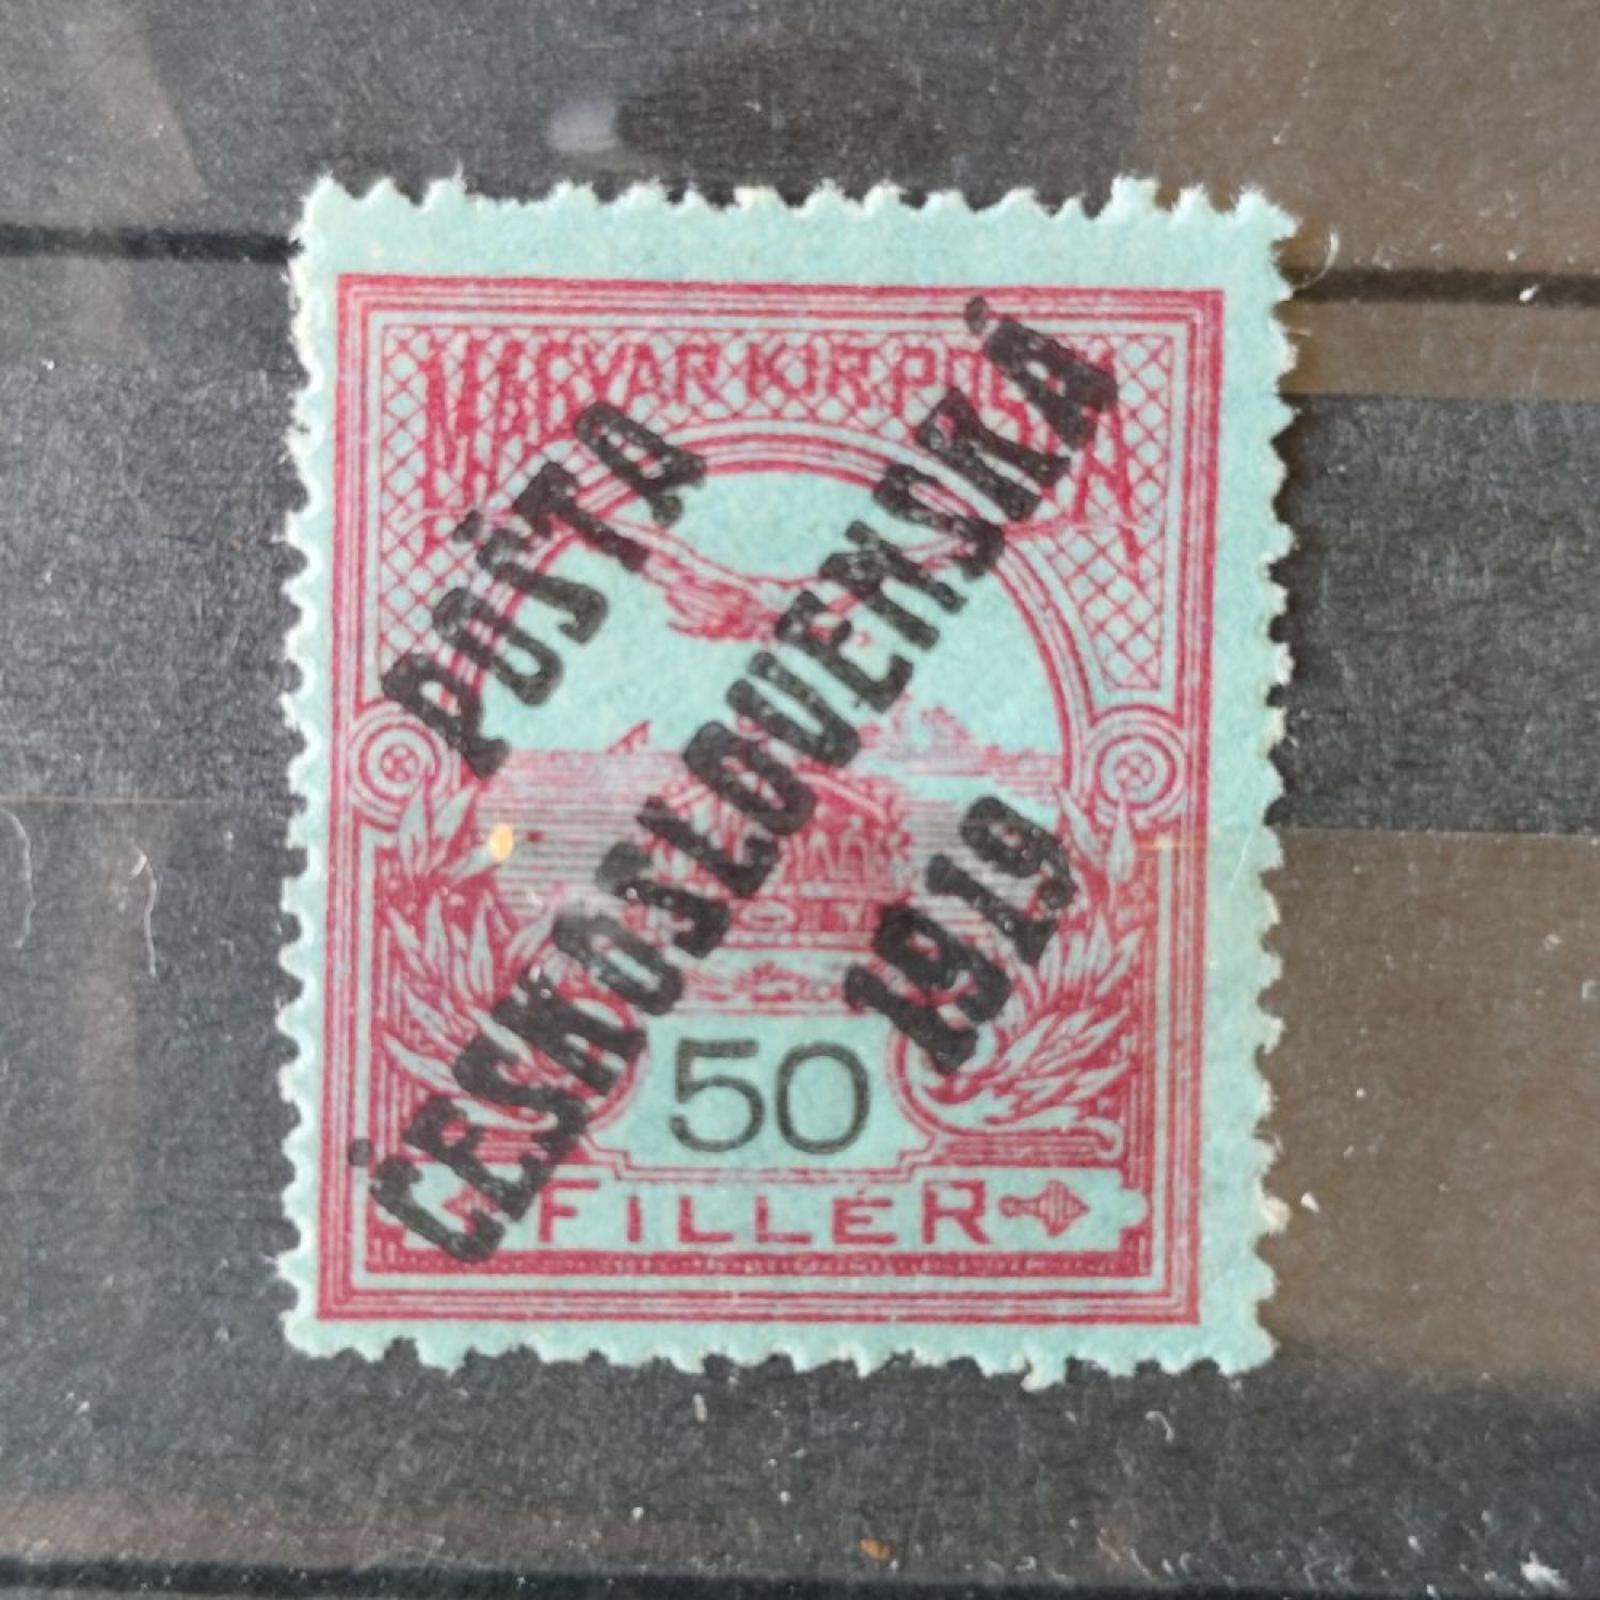 MAGYAR KIR POSTA
POŠTA
ČESKOSLOVENSKÁ
1919
50
FILLÉR